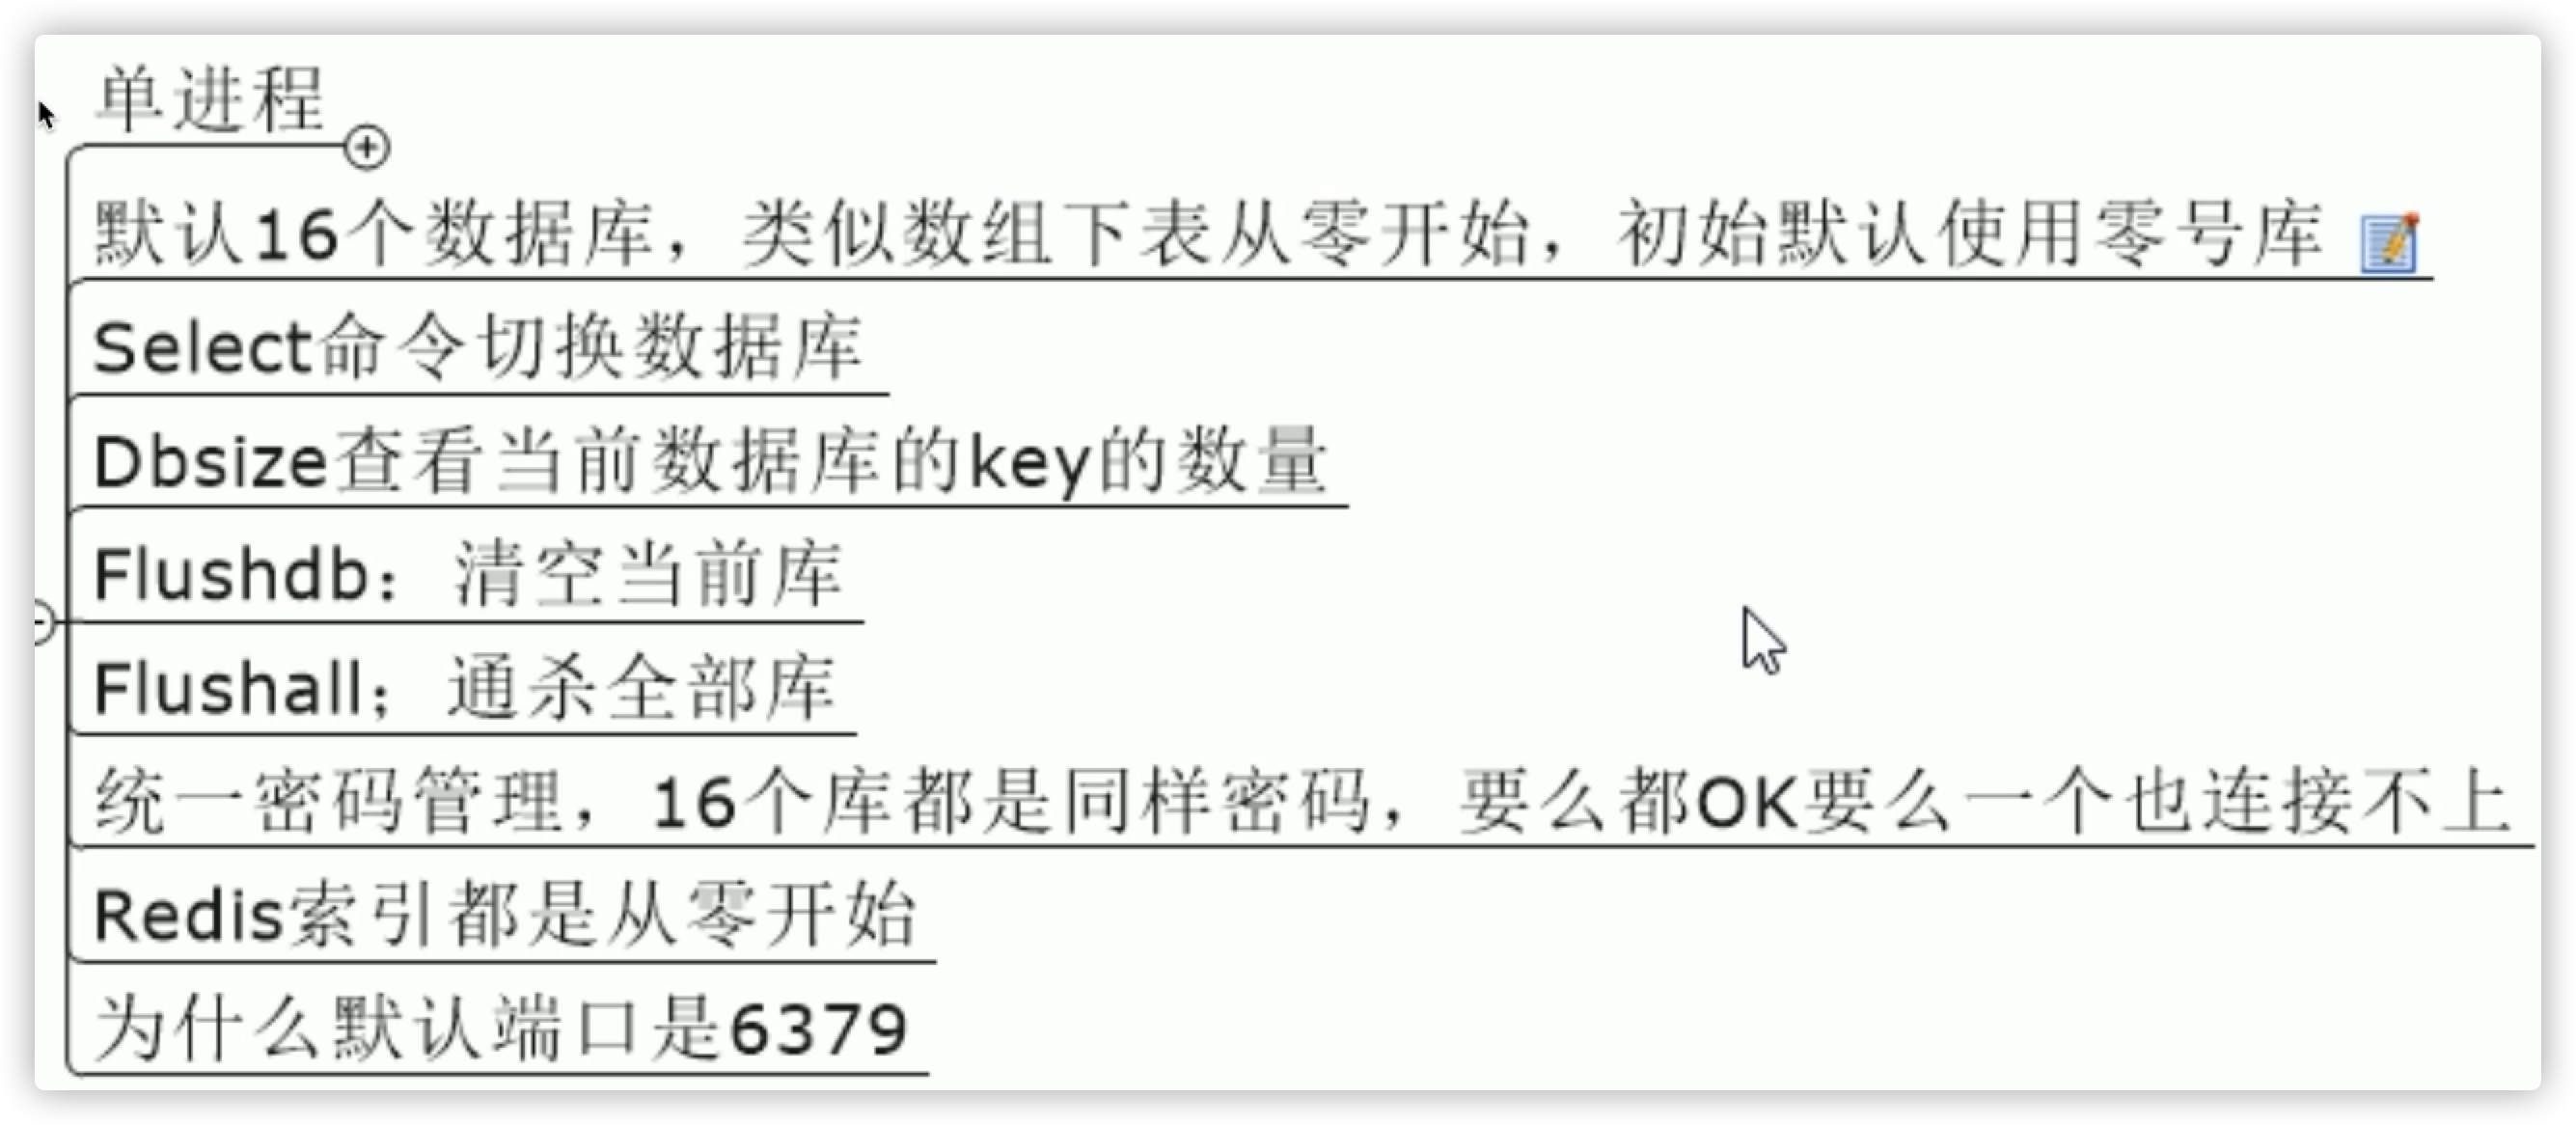 单进程
默认16个数据库，类似数组下表从零开始，初始默认使用零号库
Select命令切换数据库
Dbsize查看当前数据库的key的数量
Flushdb：清空当前库
Flushall；通杀全部库
统一密码管理，16个库都是同样密码，要么都OK要么一个也连接不上
Redis索引都是从零开始
为什么默认端口是6379